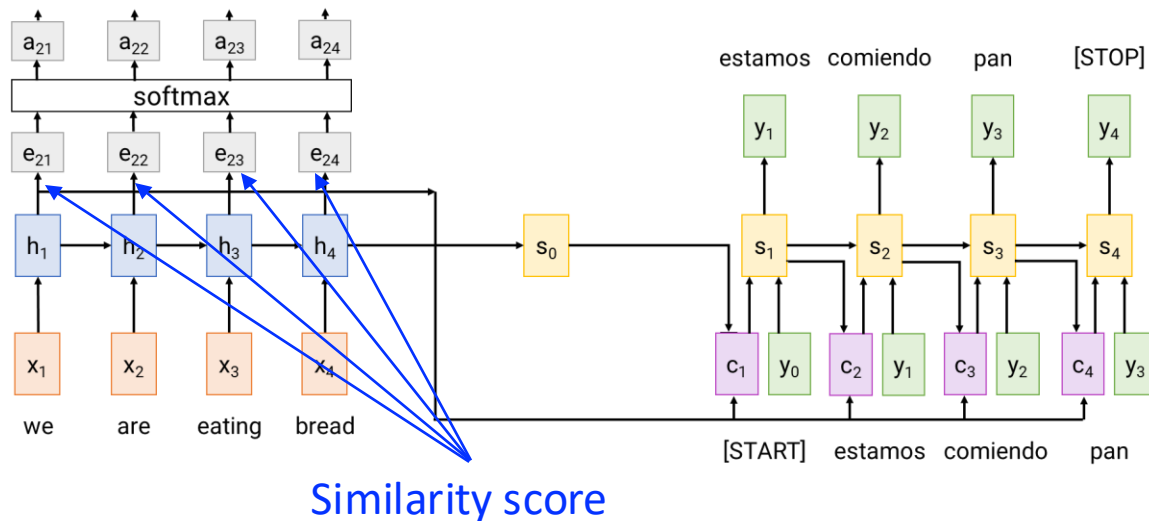 a₂₁ a₂₂ a₂₃ a₂₄
estamos comiendo pan [STOP]
softmax
y₁ y₂ y₃ y₄
e₂₁ e₂₂ e₂₃ e₂₄
h₁ h₂ h₃ h₄ s₀ s₁ s₂ s₃ s₄
x₁ x₂ x₃ x₄ c₁ y₀ c₂ y₁ c₃ y₂ c₄ y₃
we are eating bread
[START] estamos comiendo pan
Similarity score